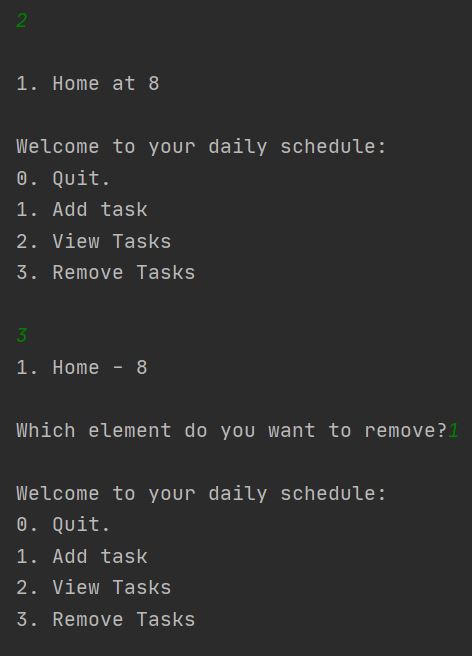 2
1. Home at 8
Welcome to your daily schedule:
0. Quit.
1. Add task
2. View Tasks
3. Remove Tasks
3
1. Home - 8
Which element do you want to remove?1
Welcome to your daily schedule:
0. Quit.
1. Add task
2. View Tasks
3. Remove Tasks